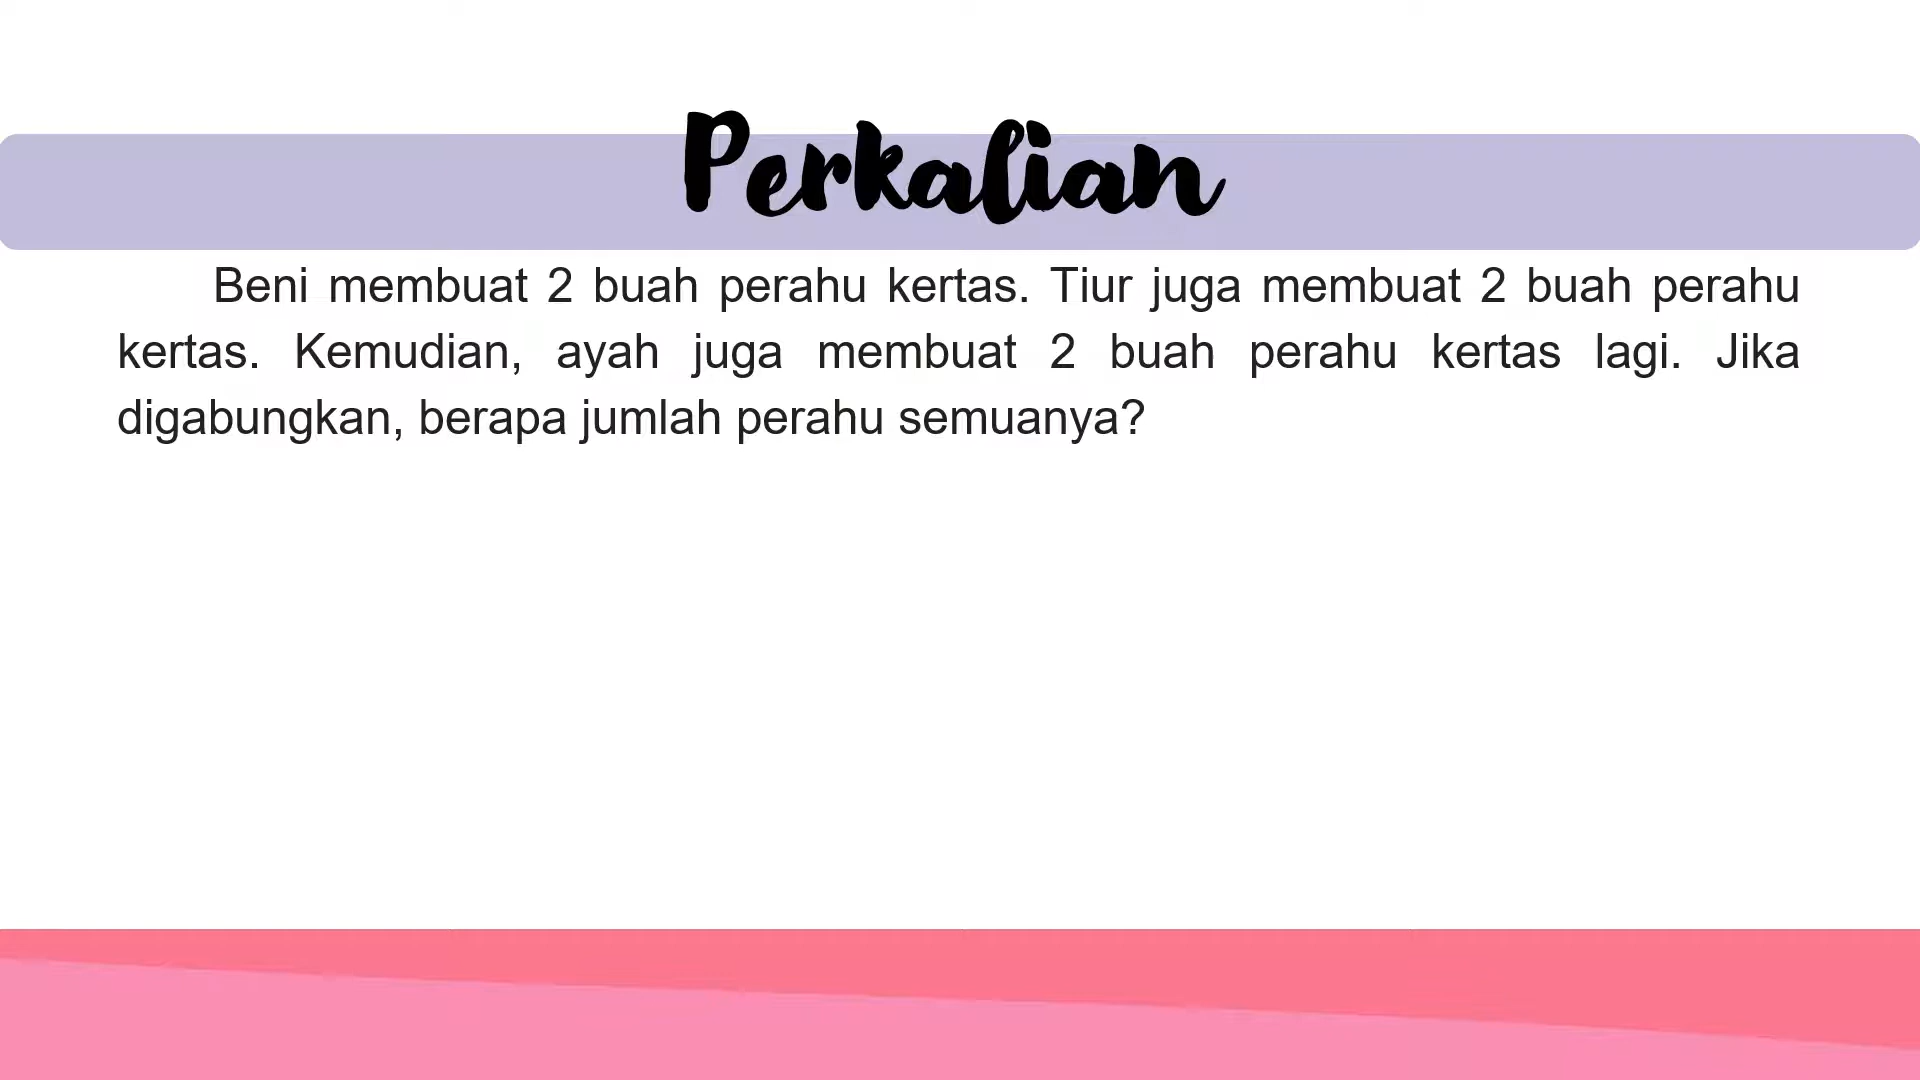 Perkalian
Beni membuat 2 buah perahu kertas. Tiur juga membuat 2 buah perahu
kertas. Kemudian, ayah juga membuat 2 buah perahu kertas lagi. Jika
digabungkan, berapa jumlah perahu semuanya?